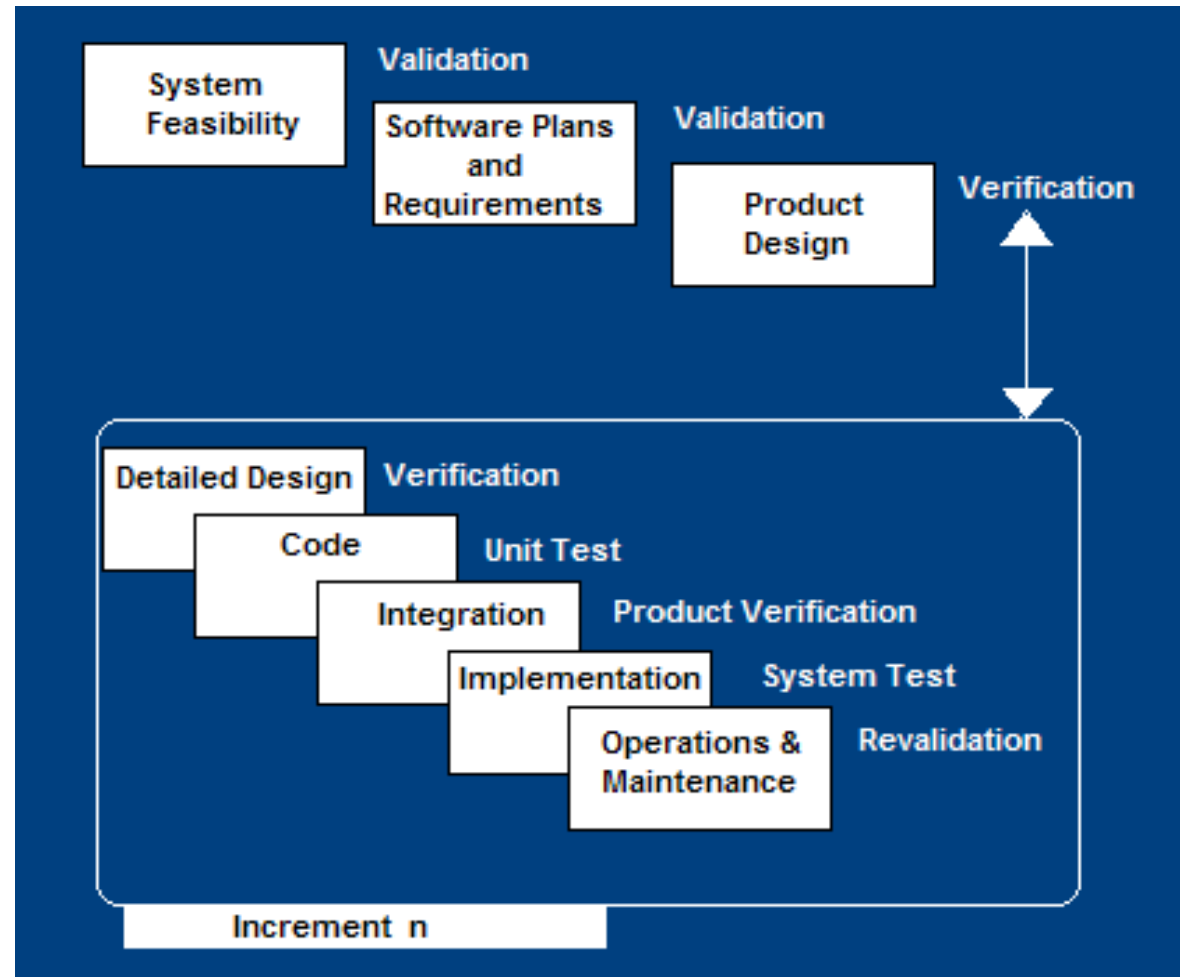 System
Feasibility
Validation
Software Plans
and
Requirements
Validation
Product
Design
Verification
Detailed Design
Verification
Code
Unit Test
Integration
Product Verification
Implementation
System Test
Operations &
Maintenance
Revalidation
Increment n